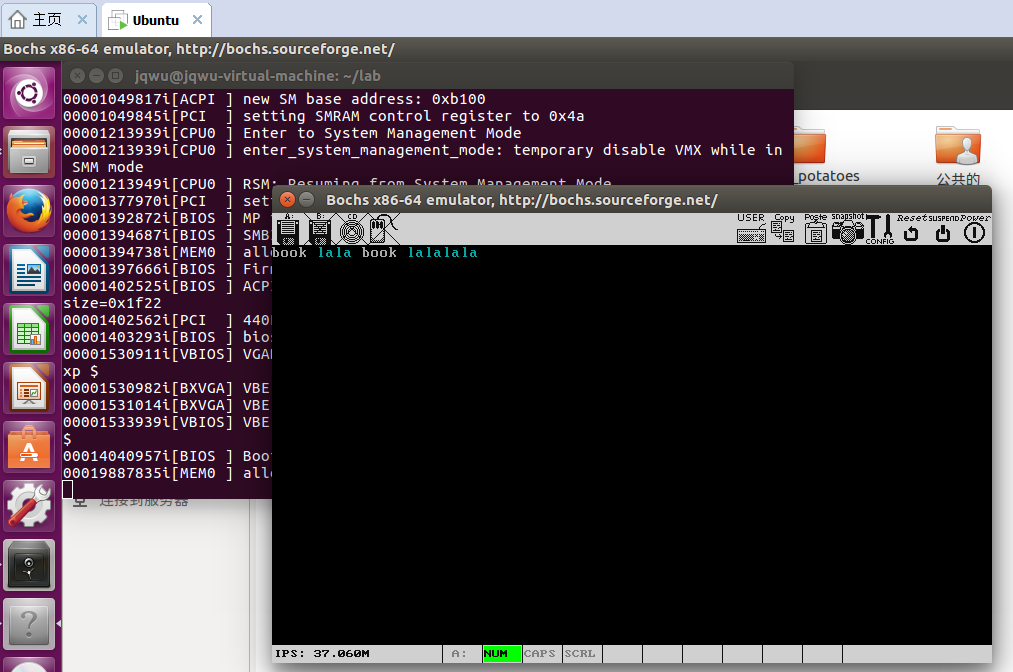 主页
Ubuntu
Bochs x86-64 emulator, http://bochs.sourceforge.net/
jqwu@jqwu-virtual-machine: ~/lab
00001049817i[ACPI ] new SM base address: 0xb100
00001049845i[PCI  ] setting SMRAM control register to 0x4a
00001213939i[CPU0 ] Enter to System Management Mode
00001213939i[CPU0 ] enter_system_management_mode: temporary disable VMX while in
SMM mode
00001213949i[CPU0 ] RSM: Resuming from System Management Mode
00001377970i[PCI  ] set
00001392872i[BIOS ] MP
00001394687i[BIOS ] SMB
00001394738i[MEM0 ] all
00001397666i[BIOS ] Fir
00001402525i[BIOS ] ACP
size=0x1f22
00001402562i[PCI  ] 440
00001403293i[BIOS ] bios
00001530911i[VBIOS] VGA
xp $
00001530982i[BXVGA] VBE
00001531014i[BXVGA] VBE
00001533939i[VBIOS] VBE
$
00014040957i[BIOS ] Boo
00019887835i[MEM0 ] all
_potatoes
公共的
连接到服务器
Bochs x86-64 emulator, http://bochs.sourceforge.net/
A: B: CD USER Copy Paste snapshot CONFIG Reset SUSPEND Power
book lala book lalalala
IPS: 37.060M A: NUM CAPS SCRL